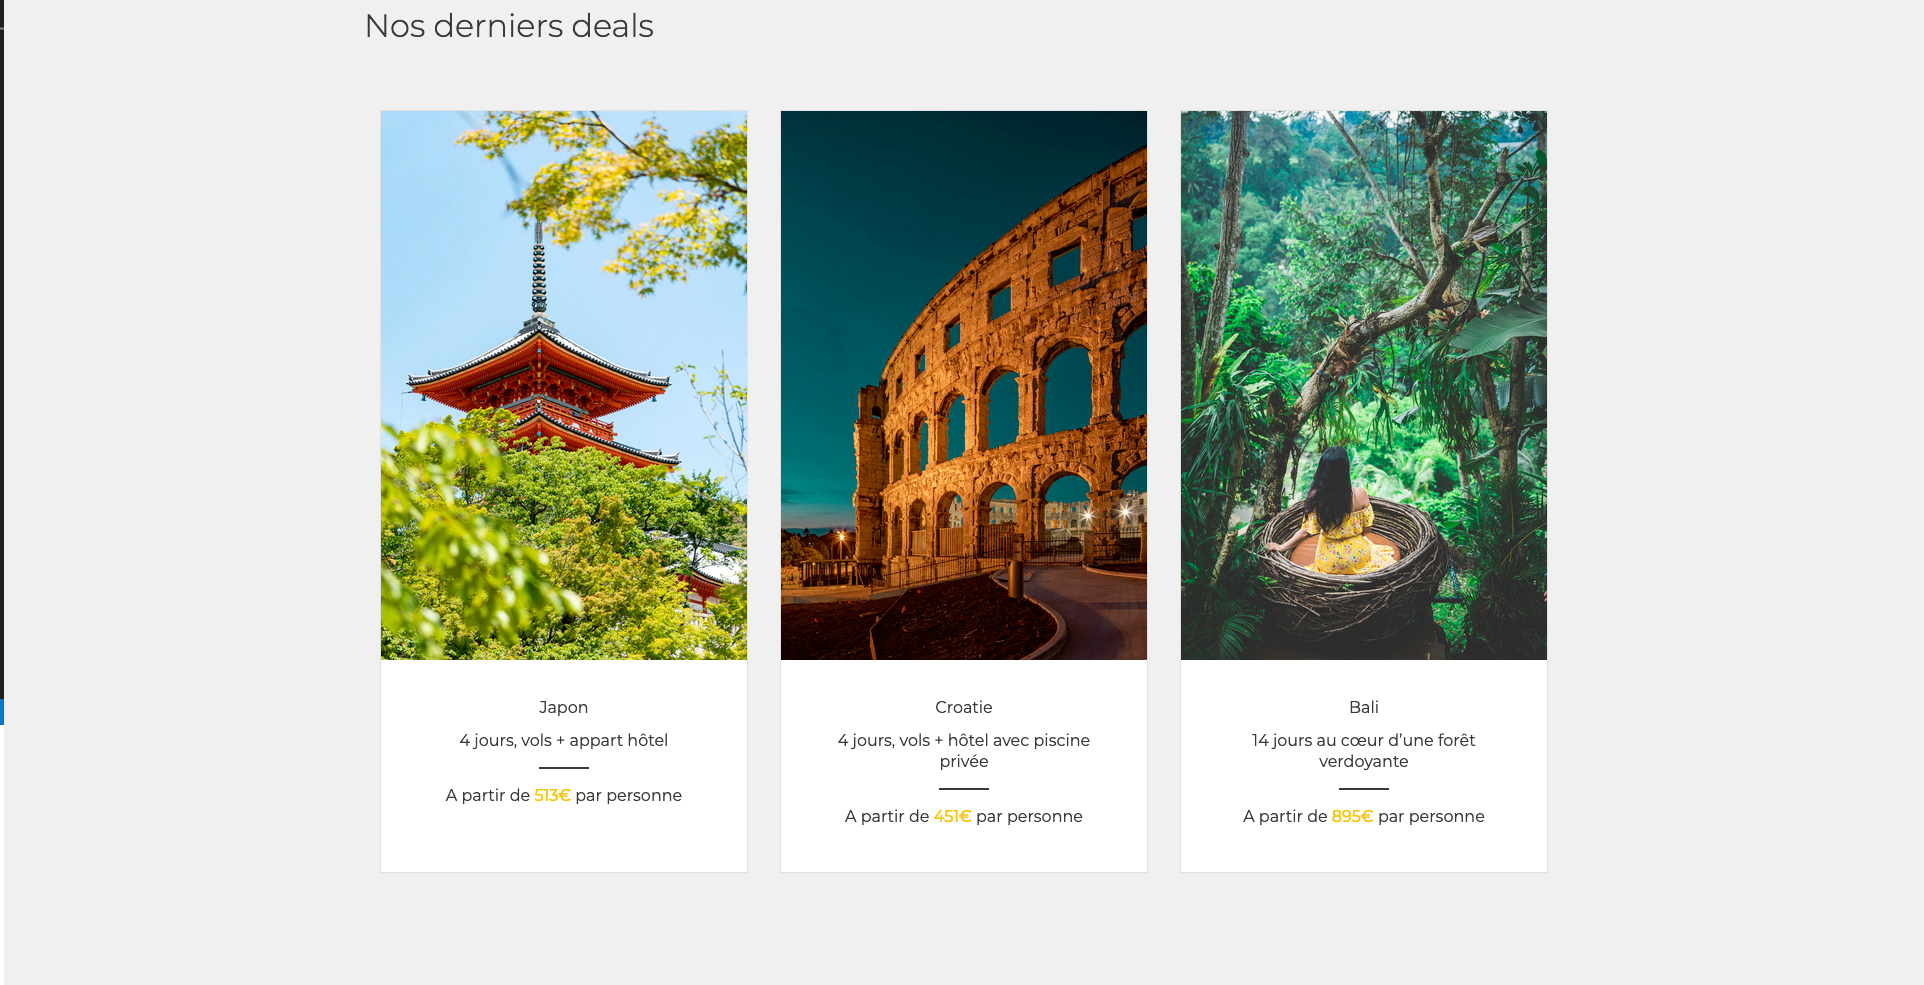 Nos derniers deals
Japon
4 jours, vols + appart hôtel
A partir de 513€ par personne
Croatie
4 jours, vols + hôtel avec piscine
privée
A partir de 451€ par personne
Bali
14 jours au cœur d’une forêt
verdoyante
A partir de 895€ par personne